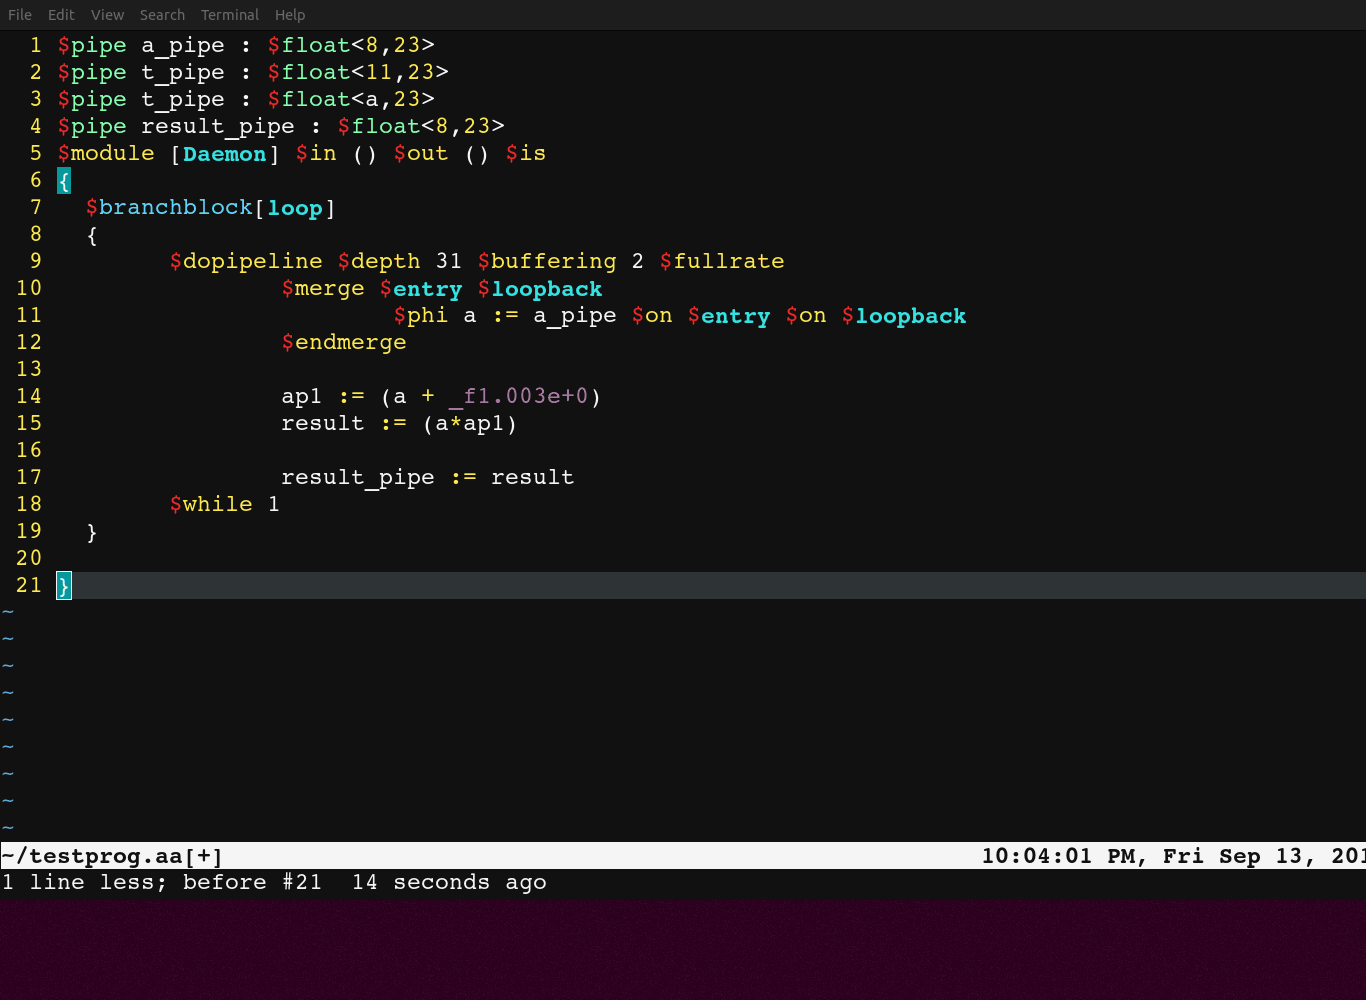 File Edit View Search Terminal Help
1 $pipe a_pipe : $float<8,23>
2 $pipe t_pipe : $float<11,23>
3 $pipe t_pipe : $float<a,23>
4 $pipe result_pipe : $float<8,23>
5 $module [Daemon] $in () $out () $is
6 {
7   $branchblock[loop]
8   {
9         $dopipeline $depth 31 $buffering 2 $fullrate
10                 $merge $entry $loopback
11                         $phi a := a_pipe $on $entry $on $loopback
12                 $endmerge
13
14                 ap1 := (a + _f1.003e+0)
15                 result := (a*ap1)
16
17                 result_pipe := result
18         $while 1
19   }
20
21 }
~
~
~
~
~
~
~
~
~
~/testprog.aa[+] 10:04:01 PM, Fri Sep 13, 201
1 line less; before #21  14 seconds ago